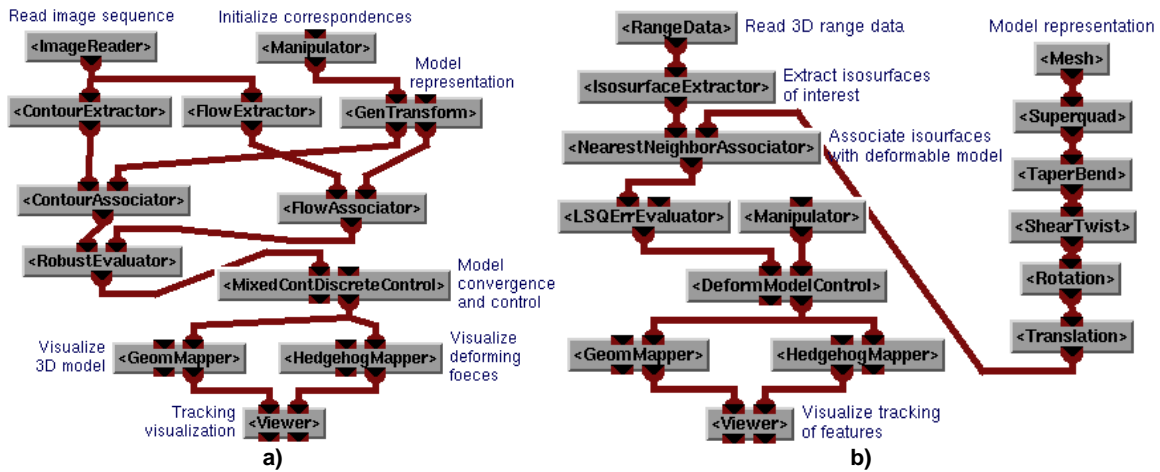 Read image sequence
Initialize correspondences
<ImageReader>
<Manipulator>
Model
representation
<ContourExtractor>
<FlowExtractor>
<GenTransform>
<ContourAssociator>
<FlowAssociator>
<RobustEvaluator>
<MixedContDiscreteControl>
Model
convergence
and control
Visualize
3D model
<GeomMapper>
<HedgehogMapper>
Visualize
deforming
foeces
Tracking
visualization
<Viewer>
a)
<RangeData>
Read 3D range data
Model representation
<Mesh>
<IsosurfaceExtractor>
Extract isosurfaces
of interest
<Superquad>
<NearestNeighborAssociator>
Associate isourfaces
with deformable model
<TaperBend>
<LSQErrEvaluator>
<Manipulator>
<ShearTwist>
<DeformModelControl>
<Rotation>
<Translation>
<GeomMapper>
<HedgehogMapper>
<Viewer>
Visualize tracking
of features
b)